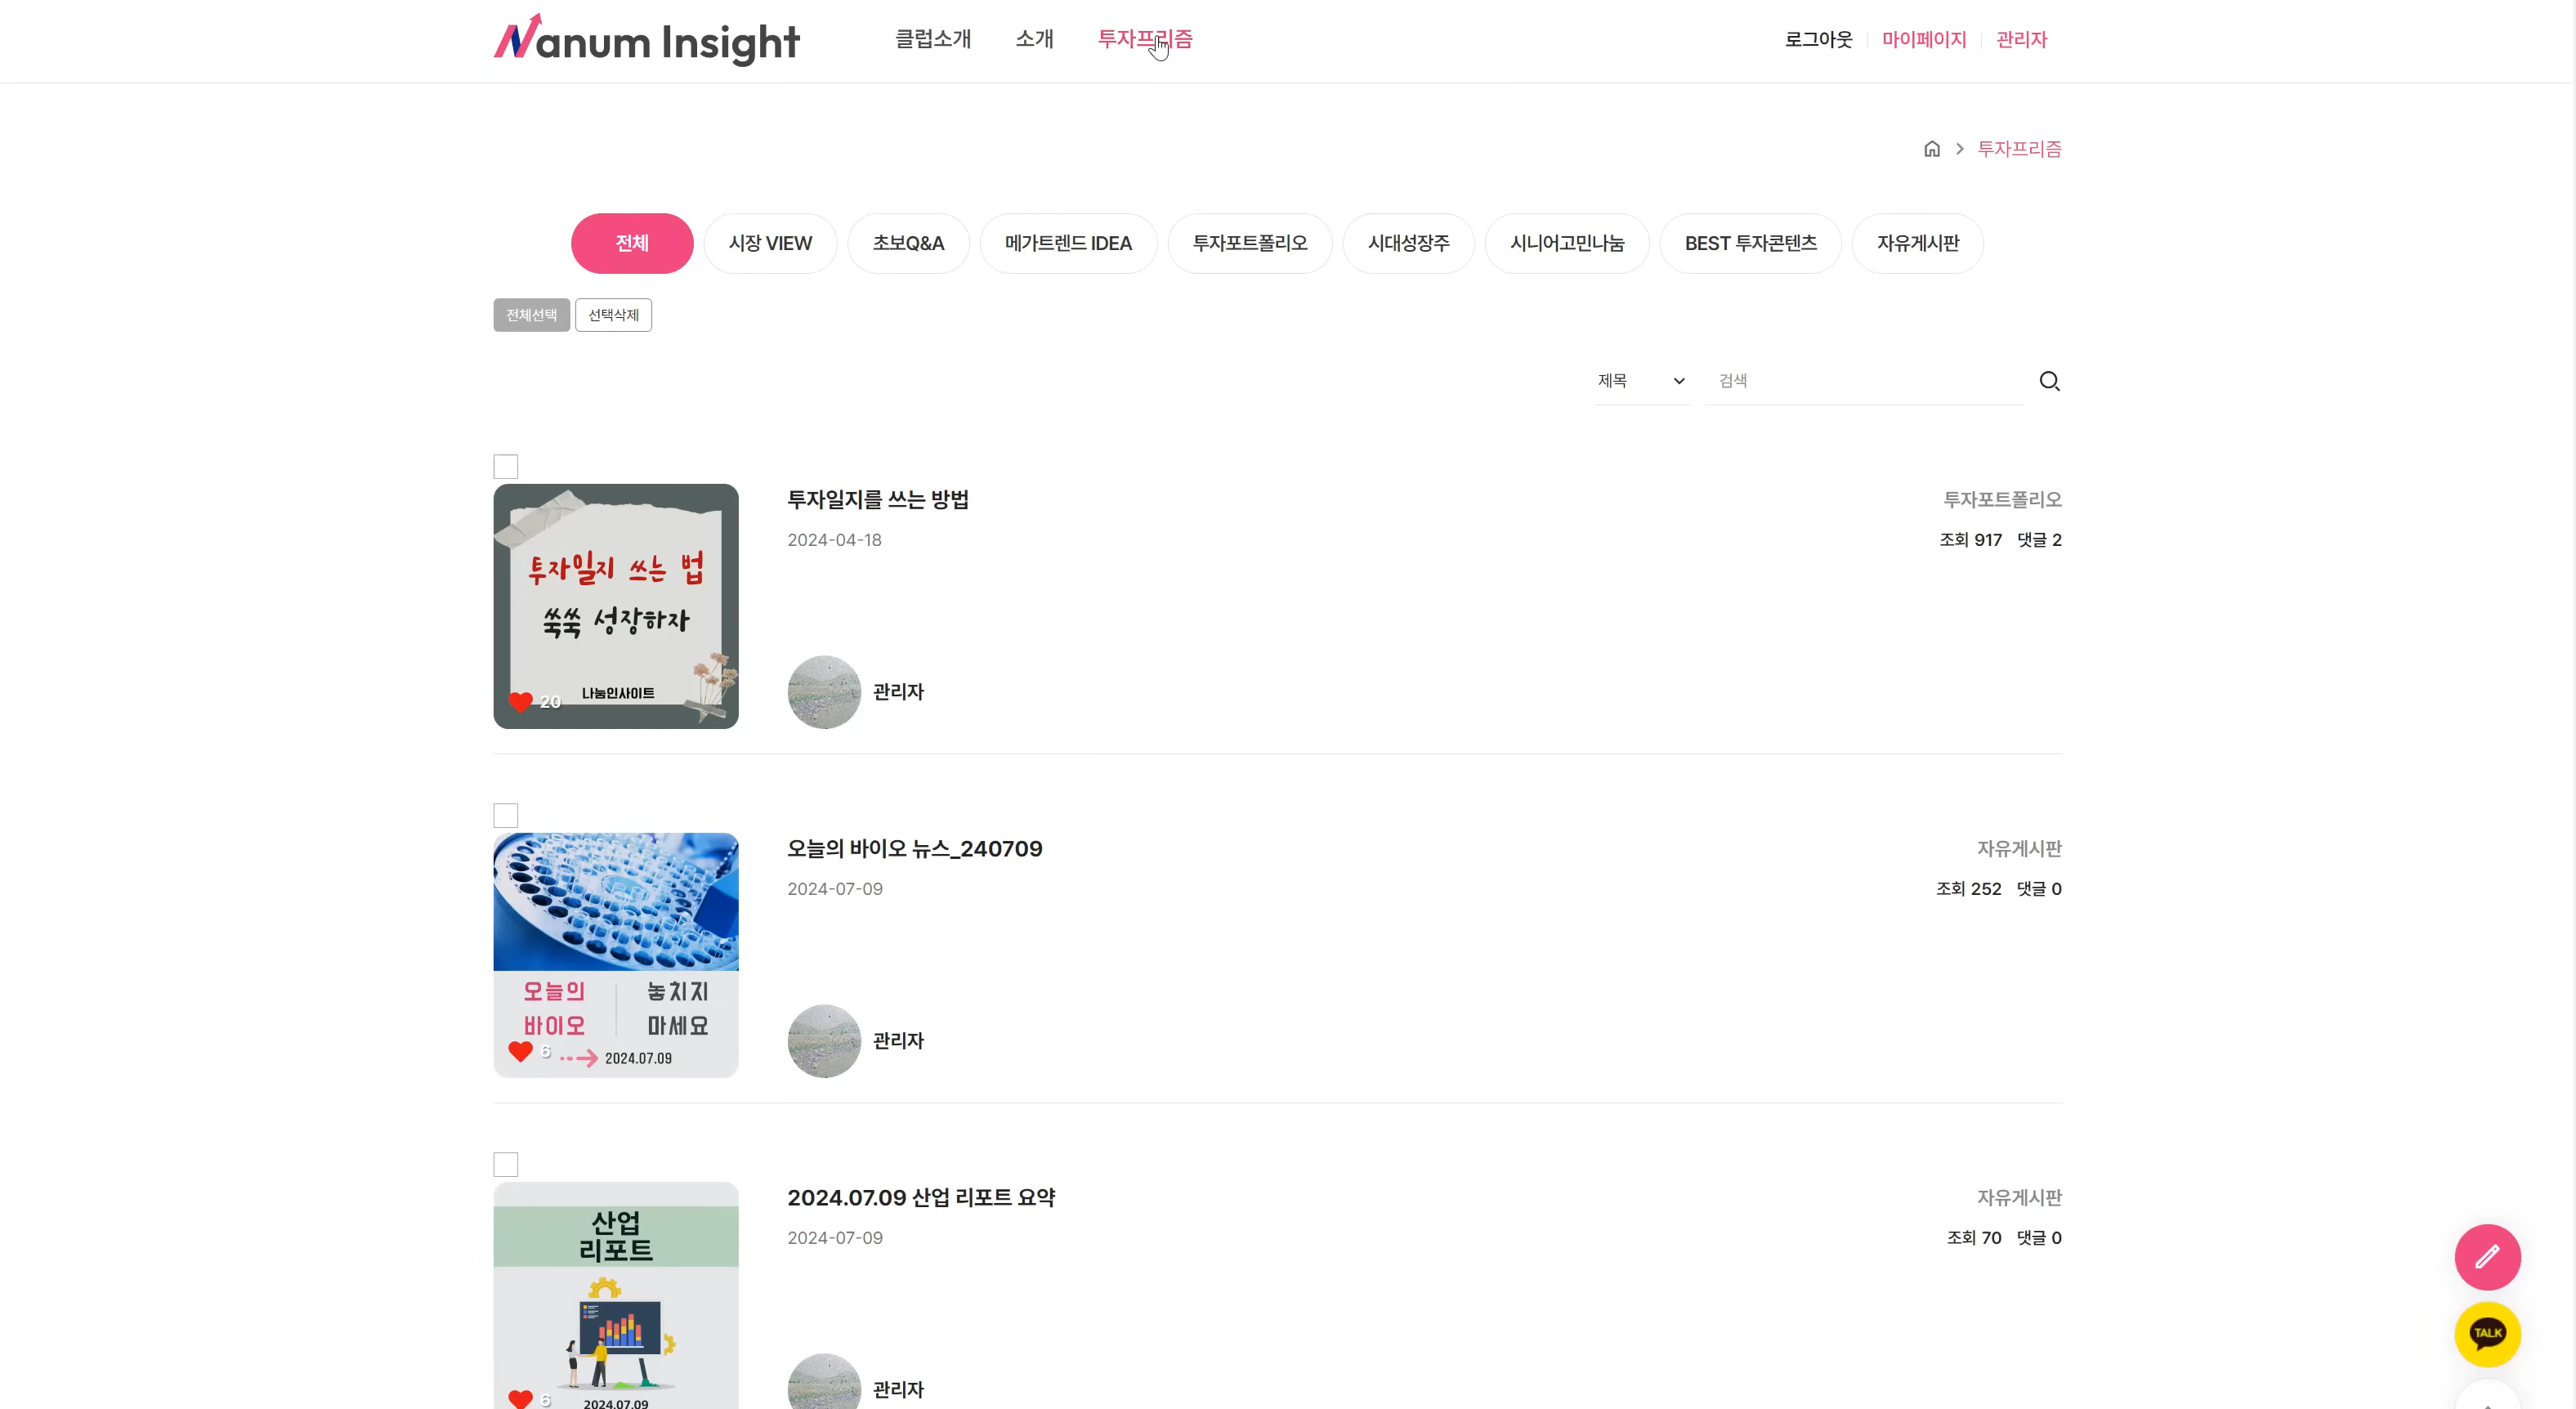 Nanum Insight
클럽소개 소개 투자프리즘
로그아웃 마이페이지 관리자
투자프리즘
전체 시장 VIEW 초보Q&A 메가트렌드 IDEA 투자포트폴리오 시대성장주 시니어고민나눔 BEST 투자콘텐츠 자유게시판
전체선택 선택삭제
제목 검색
투자일지 쓰는 법
쑥쑥 성장하자
나눔인사이트
20
투자일지를 쓰는 방법
2024-04-18
관리자
투자포트폴리오
조회 917 댓글 2
오늘의 놓치지
바이오 마세요
6 2024.07.09
오늘의 바이오 뉴스_240709
2024-07-09
관리자
자유게시판
조회 252 댓글 0
산업
리포트
6 2024.07.09
2024.07.09 산업 리포트 요약
2024-07-09
관리자
자유게시판
조회 70 댓글 0
TALK